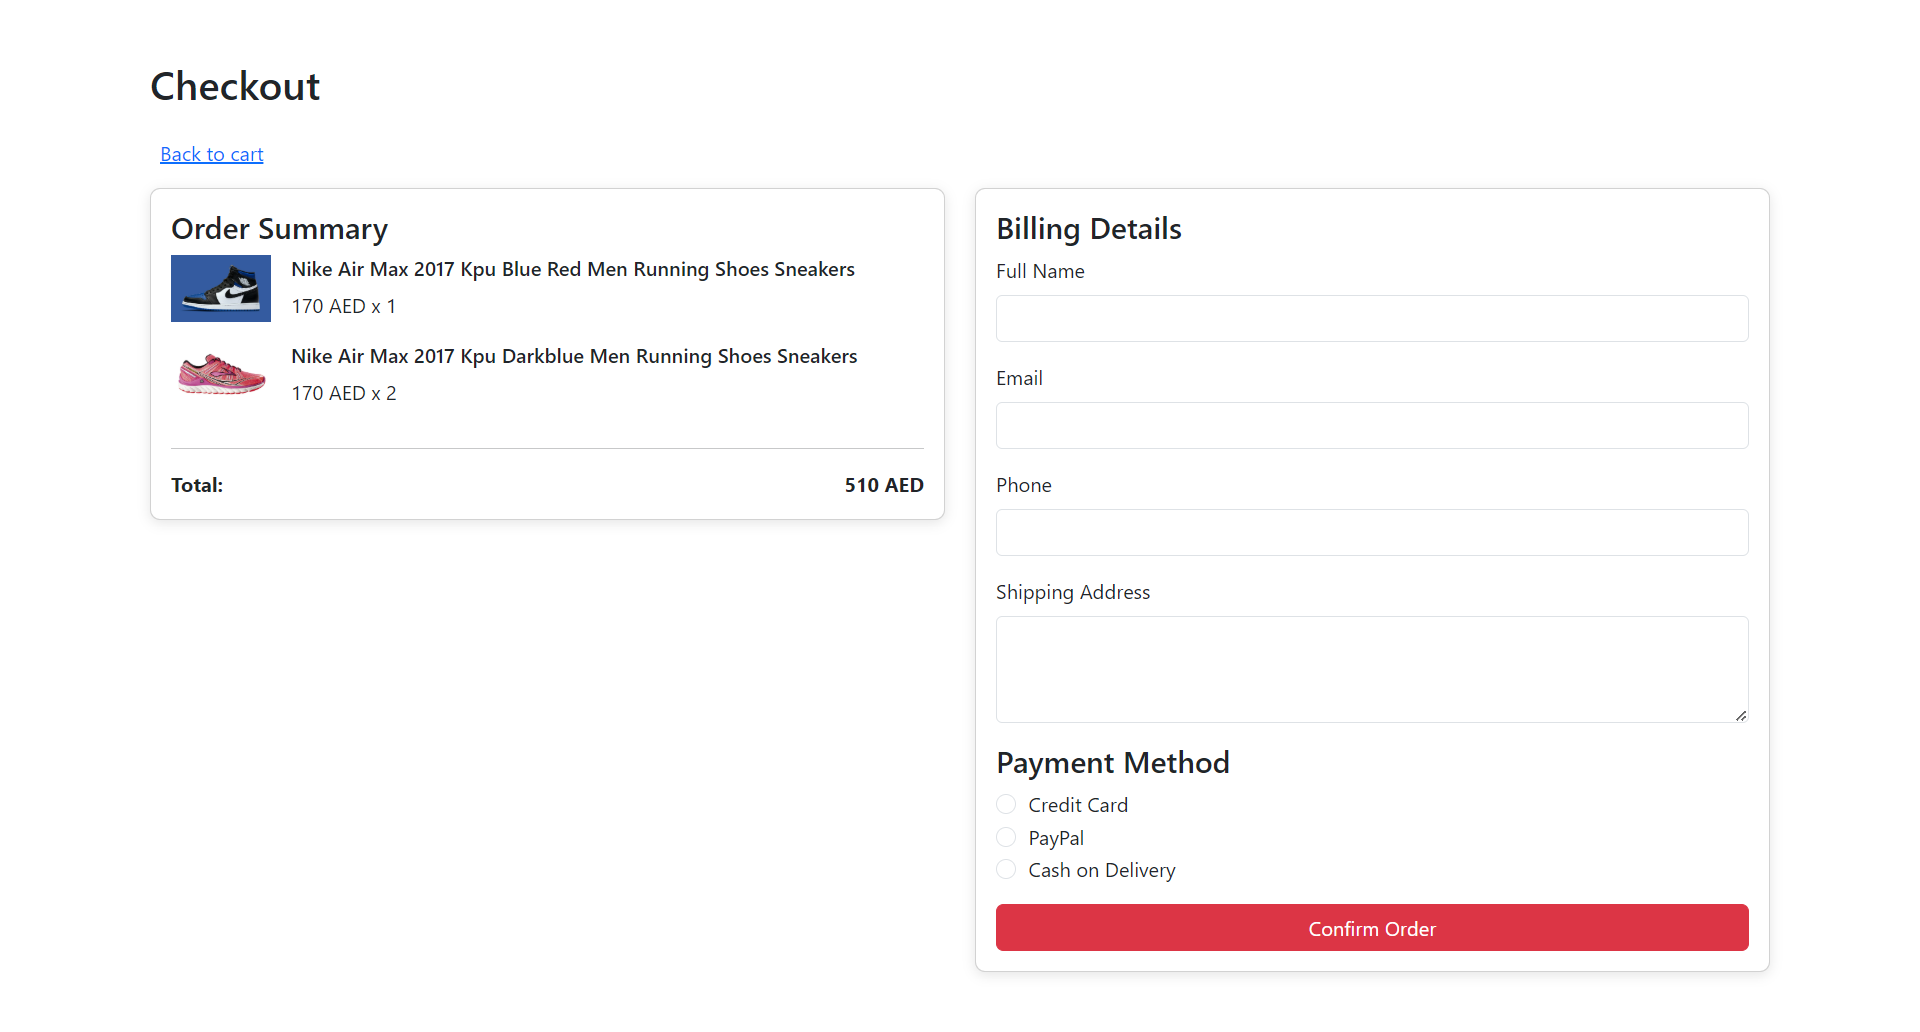 Checkout
Back to cart
Order Summary
Nike Air Max 2017 Kpu Blue Red Men Running Shoes Sneakers
170 AED x 1
Nike Air Max 2017 Kpu Darkblue Men Running Shoes Sneakers
170 AED x 2
Total: 510 AED
Billing Details
Full Name
Email
Phone
Shipping Address
Payment Method
Credit Card
PayPal
Cash on Delivery
Confirm Order